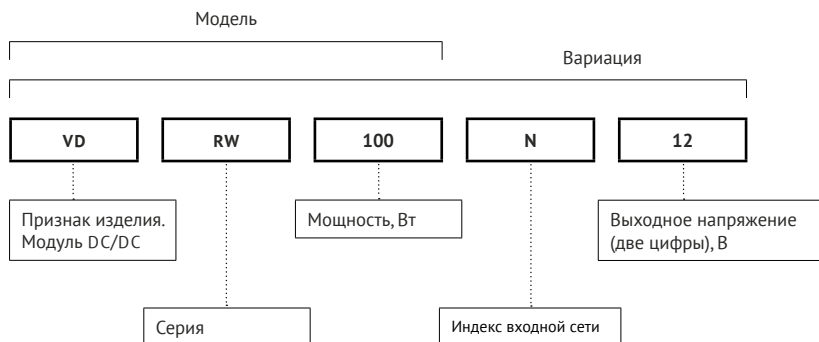 Модель
Вариация
VD
RW
100
N
12
Признак изделия.
Модуль DC/DC
Мощность, Вт
Выходное напряжение
(две цифры), В
Серия
Индекс входной сети